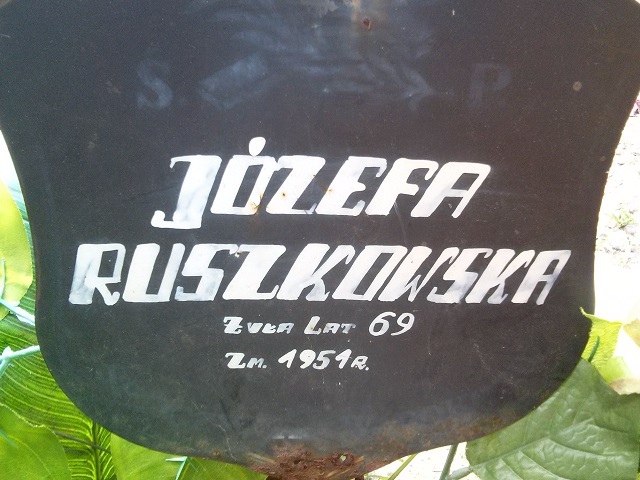 S. P.
JÓZEFA
RUSZKOWSKA
ŻYŁA LAT 69
ZM. 1951R.